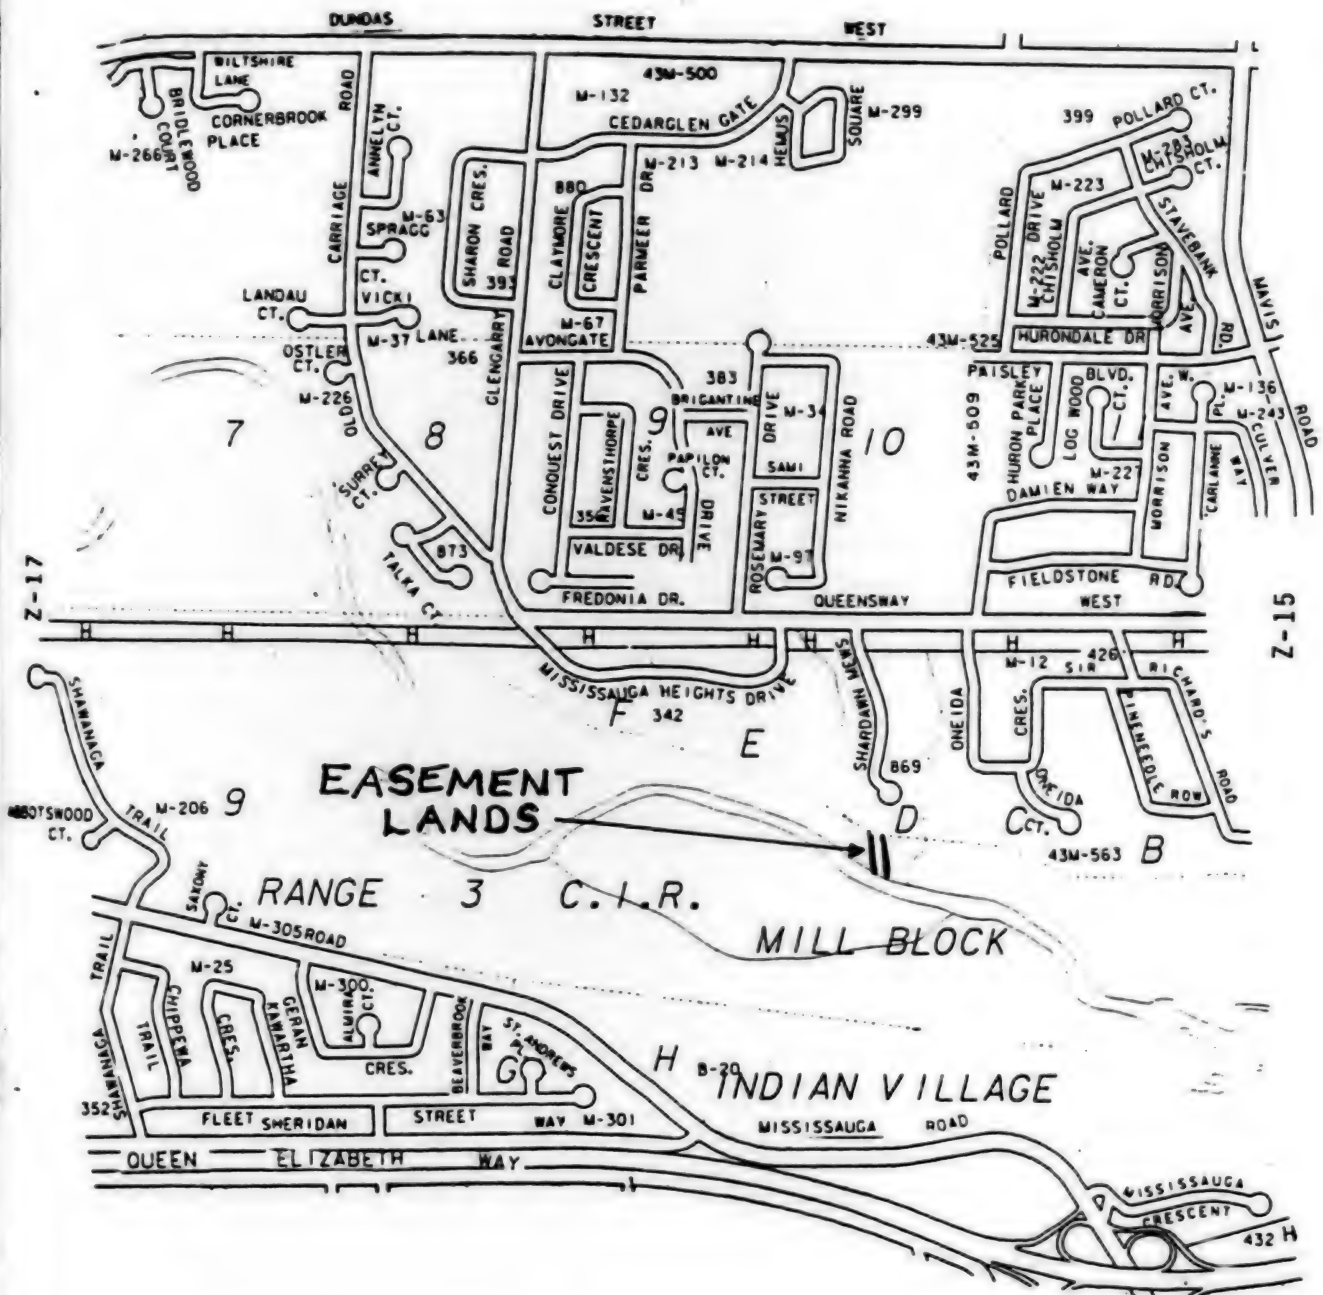 DUNDAS STREET WEST
WILTSHIRE
LANE
BRIDLEWOOD
COURT
CORNERBROOK
PLACE
M-266
CARRIAGE ROAD
ANNELYN
CT.
M-63
SPRAGG
CT.
VICKI
LANE
LANDAU
CT.
M-37
OSTLER
CT.
M-226
OLD
SURREY
CT.
TALKA CT.
873
7
8
366
43M-500
M-132
CEDARGLEN GATE
M-213
M-214
HEMUS
SQUARE
M-299
SHARON CRES.
393
GLENGARRY ROAD
880
CLAYMORE
CRESCENT
PARMEER DR.
M-67
AVONGATE
CONQUEST DRIVE
RAVENSTHORPE
CRES.
9
383
BRIGANTINE
AVE
PAPILON
CT.
DRIVE
M-45
VALDESE DR.
FREDONIA DR.
DRIVE
M-34
SAMI
STREET
ROSEMARY
M-97
NIKANNA ROAD
10
399
POLLARD CT.
CHISHOLM
CT.
POLLARD DRIVE
M-223
M-222
CHISHOLM
AVE.
CAMERON
CT.
MORRISON
AVE.
STAVEBANK
RD.
MAVIS
ROAD
43M-525
HURONDALE DR
PAISLEY BLVD. W.
43M-509
HURON PARK
PLACE
LOG WOOD
CT.
M-227
MORRISON
AVE.
CARLANNE
PL.
M-136
M-243
CULVER
WAY
DAMIEN WAY
FIELDSTONE RD.
QUEENSWAY WEST
Z-17
Z-15
H H H H H H H H
MISSISSAUGA HEIGHTS DRIVE
F
342
E
SHARDAWN MEWS
869
D
ONEIDA
CRES.
M-12
426
SIR
RICHARD'S
ROAD
PINENEEDLE
ROW
ONEIDA
CT.
C
43M-563
B
SHAWANAGA
TRAIL
ABBOTSWOOD
CT.
M-206
9
EASEMENT
LANDS
RANGE 3 C.I.R.
MILL BLOCK
SAXONY
CT.
M-305
ROAD
SHAWANAGA TRAIL
M-25
CHIPPEWA
TRAIL
KAWARTHA
CRES.
GERAN
CRES.
M-300
ALMIRA
CT.
BEAVERBROOK
WAY
ST. ANDREWS
PL.
G
H
B-20
INDIAN VILLAGE
352
FLEET STREET
SHERIDAN WAY
M-301
MISSISSAUGA ROAD
QUEEN ELIZABETH WAY
MISSISSAUGA
CRESCENT
432
H